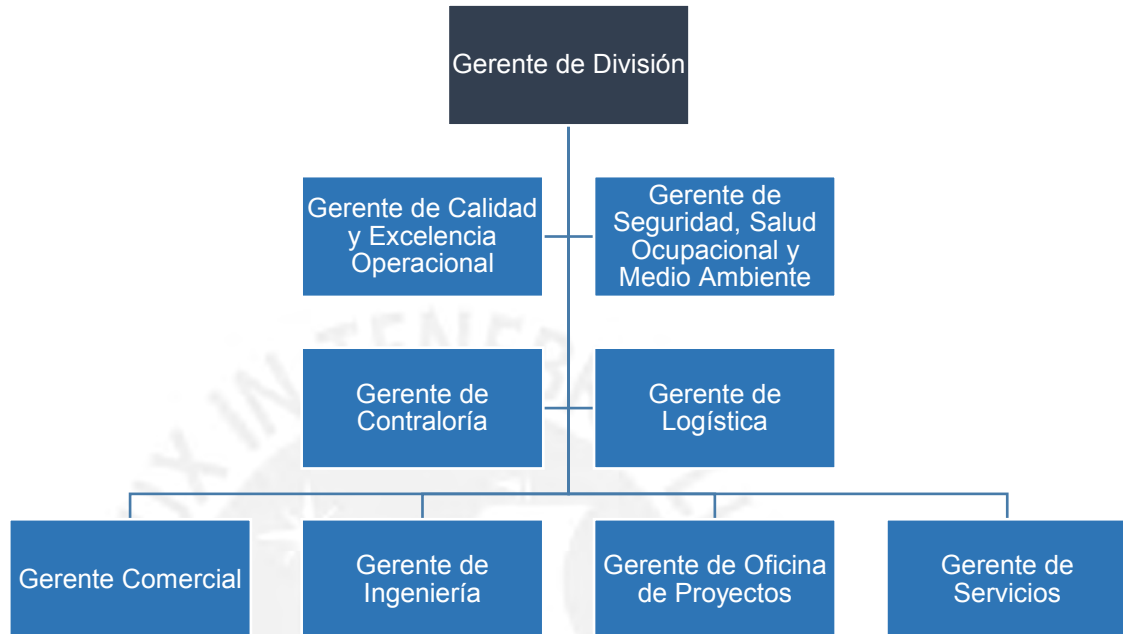 Gerente de División
Gerente de Calidad
y Excelencia
Operacional
Gerente de
Seguridad, Salud
Ocupacional y
Medio Ambiente
Gerente de
Contraloría
Gerente de
Logística
Gerente Comercial
Gerente de
Ingeniería
Gerente de Oficina
de Proyectos
Gerente de
Servicios